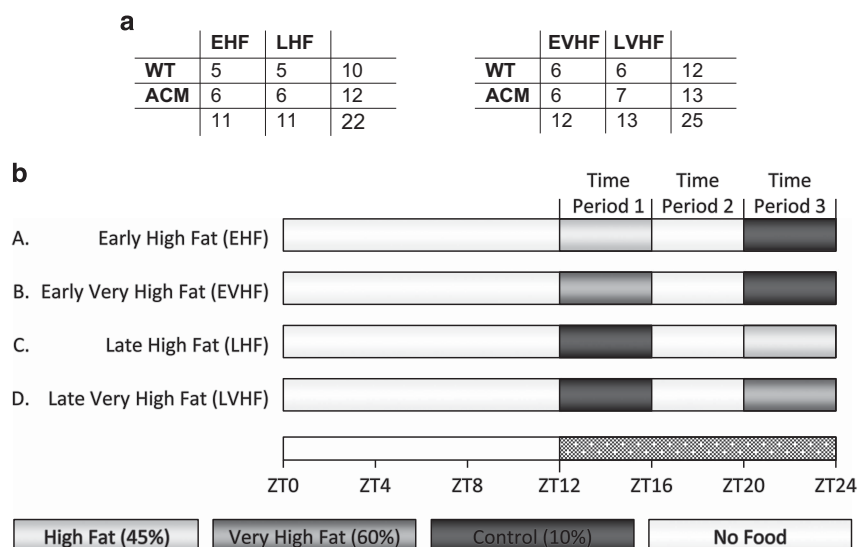 a
EHF LHF
WT 5 5 10
ACM 6 6 12
11 11 22
EVHF LVHF
WT 6 6 12
ACM 6 7 13
12 13 25
b
Time Period 1
Time Period 2
Time Period 3
A. Early High Fat (EHF)
B. Early Very High Fat (EVHF)
C. Late High Fat (LHF)
D. Late Very High Fat (LVHF)
ZT0 ZT4 ZT8 ZT12 ZT16 ZT20 ZT24
High Fat (45%) Very High Fat (60%) Control (10%) No Food